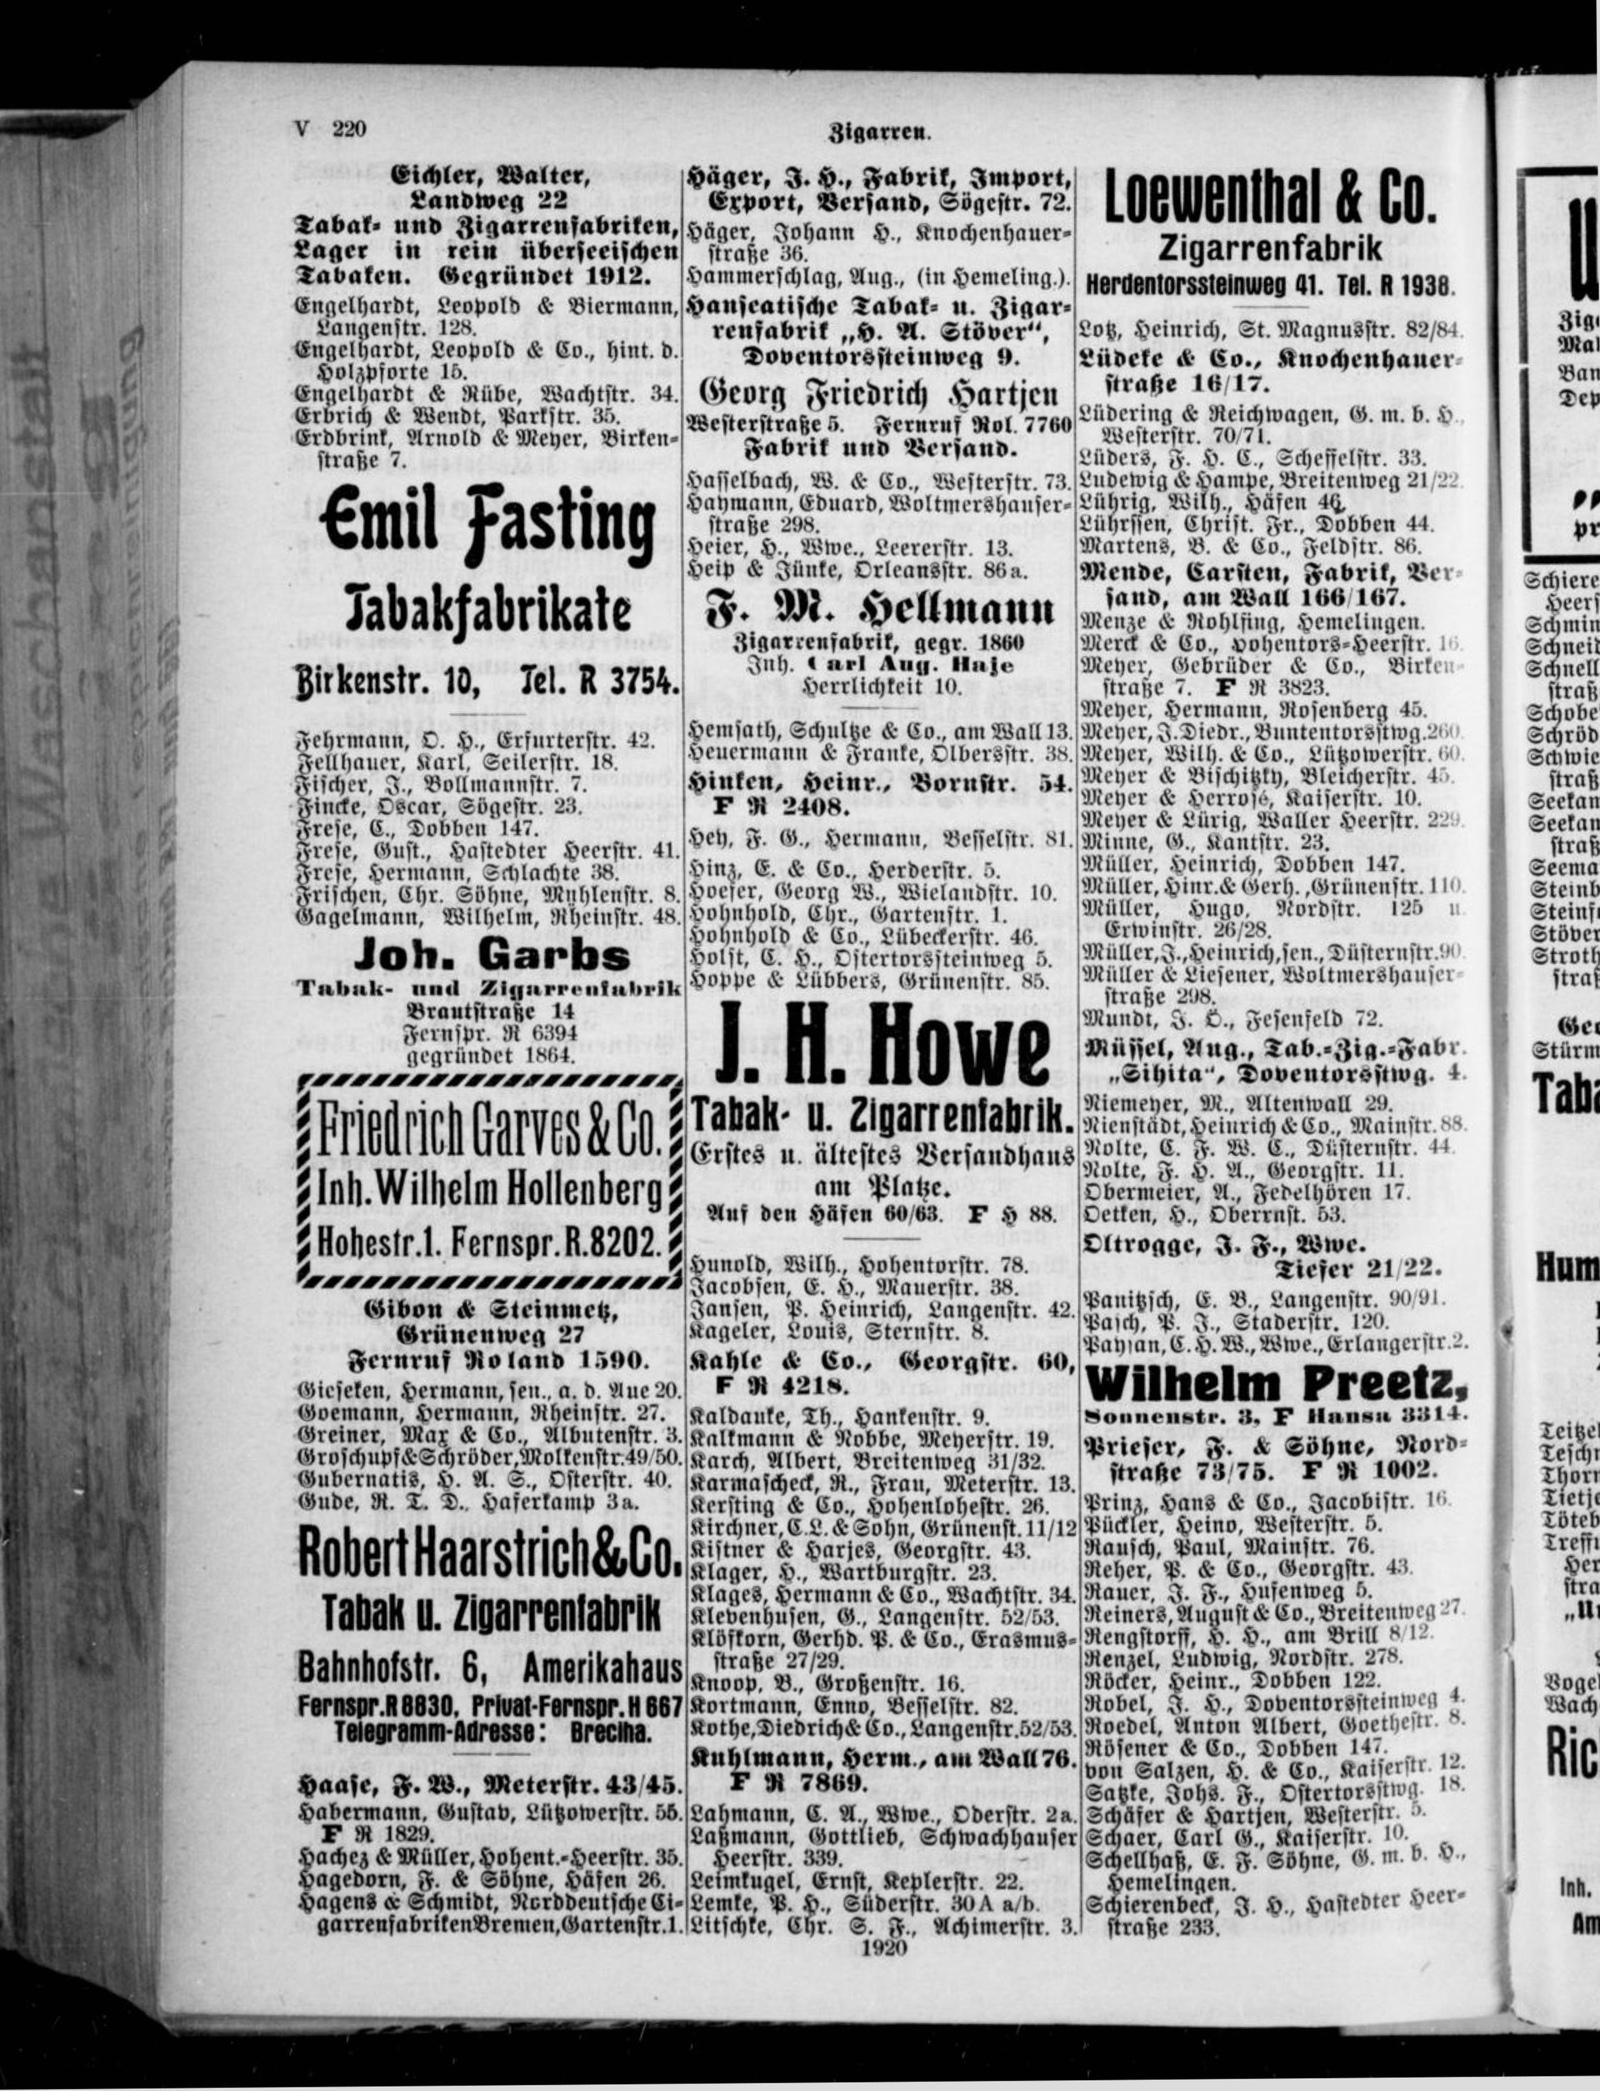 V 220
Zigarren.
Eichler, Walter,
Landweg 22
Tabak- und Zigarrenfabriken,
Lager in rein überseeischen
Tabaken. Gegründet 1912.
Engelhardt, Leopold & Biermann,
Langenstr. 128.
Engelhardt, Leopold & Co., hint. d.
Holzpforte 15.
Engelhardt & Rübe, Wachtstr. 34.
Erbrich & Wendt, Parkstr. 35.
Erdbrink, Arnold & Meyer, Birken-
straße 7.
Emil Fasting
Tabakfabrikate
Birkenstr. 10, Tel. R 3754.
Fehrmann, O. H., Erfurterstr. 42.
Fellhauer, Karl, Seilerstr. 18.
Fischer, J., Bollmannstr. 7.
Fincke, Oscar, Sögestr. 23.
Frese, C., Dobben 147.
Frese, Gust., Hastedter Heerstr. 41.
Frese, Hermann, Schlachte 38.
Frischen, Chr. Söhne, Mühlenstr. 8.
Gagelmann, Wilhelm, Rheinstr. 48.
Joh. Garbs
Tabak- und Zigarrenfabrik
Brautstraße 14
Fernspr. R 6394
gegründet 1864.
Friedrich Garves & Co.
Inh. Wilhelm Hollenberg
Hohestr. 1. Fernspr. R. 8202.
Gibon & Steinmetz,
Grünenweg 27
Fernruf Roland 1590.
Gieseken, Hermann, sen., a. d. Aue 20.
Goemann, Hermann, Rheinstr. 27.
Greiner, Max & Co., Albutenstr. 3.
Groschupf & Schröder, Molkenstr. 49/50.
Gubernatis, H. A. S., Osterstr. 40.
Gude, R. T. D., Haferkamp 3a.
Robert Haarstrich & Co.
Tabak u. Zigarrenfabrik
Bahnhofstr. 6, Amerikahaus
Fernspr. R 8830, Privat-Fernspr. H 667
Telegramm-Adresse: Breciha.
Haase, F. W., Meterstr. 43/45.
Habermann, Gustav, Lützowerstr. 55.
F R 1829.
Hachez & Müller, Hohent.-Heerstr. 35.
Hagedorn, F. & Söhne, Häfen 26.
Hagens & Schmidt, Norddeutsche Ci-
garrenfabriken Bremen, Gartenstr. 1.
Häger, J. H., Fabrik, Import,
Export, Versand, Sögestr. 72.
Häger, Johann H., Knochenhauer-
straße 36.
Hammerschlag, Aug., (in Hemeling.).
Hanseatische Tabak- u. Zigar-
renfabrik „H. A. Stöver",
Doventorssteinweg 9.
Georg Friedrich Hartjen
Westerstraße 5. Fernruf Rol. 7760
Fabrik und Versand.
Hasselbach, W. & Co., Westerstr. 73.
Haymann, Eduard, Woltmershauser-
straße 298.
Heier, H., Wwe., Leererstr. 13.
Heip & Jünke, Orleansstr. 86a.
F. M. Hellmann
Zigarrenfabrik, gegr. 1860
Inh. Carl Aug. Haje
Herrlichkeit 10.
Hemsath, Schultze & Co., am Wall 13.
Heuermann & Franke, Olbersstr. 38.
Hinken, Heinr., Bornstr. 54.
F R 2408.
Hey, F. G., Hermann, Besselstr. 81.
Hinz, E. & Co., Herderstr. 5.
Hoefer, Georg W., Wielandstr. 10.
Hohnhold, Chr., Gartenstr. 1.
Hohnhold & Co., Lübeckerstr. 46.
Holst, C. H., Ostertorssteinweg 5.
Hoppe & Lübbers, Grünenstr. 85.
J. H. Howe
Tabak- u. Zigarrenfabrik.
Erstes u. ältestes Versandhaus
am Platze.
Auf den Häfen 60/63. F H 88.
Hunold, Wilh., Hohentorstr. 78.
Jacobsen, E. H., Mauerstr. 38.
Jansen, P. Heinrich, Langenstr. 42.
Kageler, Louis, Sternstr. 8.
Kahle & Co., Georgstr. 60,
F R 4218.
Kaldauke, Th., Hankenstr. 9.
Kalkmann & Robbe, Meyerstr. 19.
Karch, Albert, Breitenweg 31/32.
Karmascheck, R., Frau, Meterstr. 13.
Kersting & Co., Hohenlohestr. 26.
Kirchner, C. L. & Sohn, Grünenst. 11/12
Kistner & Harjes, Georgstr. 43.
Klager, H., Wartburgstr. 23.
Klages, Hermann & Co., Wachtstr. 34.
Klebenhusen, G., Langenstr. 52/53.
Klöfkorn, Gerhd. P. & Co., Erasmus-
straße 27/29.
Knoop, B., Großenstr. 16.
Kortmann, Enno, Besselstr. 82.
Kothe, Diedrich & Co., Langenstr. 52/53.
Kuhlmann, Herm., am Wall 76.
F R 7869.
Lahmann, C. A., Wwe., Oberstr. 2a.
Laßmann, Gottlieb, Schwachhauser
Heerstr. 339.
Leimkugel, Ernst, Keplerstr. 22.
Lemke, P. H., Süderstr. 30 A a/b.
Litschke, Chr. S. F., Achimerstr. 3.
Loewenthal & Co.
Zigarrenfabrik
Herdentorssteinweg 41. Tel. R 1938.
Lotz, Heinrich, St. Magnusstr. 82/84.
Lüdeke & Co., Knochenhauer-
straße 16/17.
Lüdering & Reichwagen, G. m. b. H.,
Westerstr. 70/71.
Lüders, F. H. C., Scheffelstr. 33.
Ludewig & Hampe, Breitenweg 21/22.
Lührig, Wilh., Häfen 46.
Lührssen, Christ. Fr., Dobben 44.
Martens, B. & Co., Feldstr. 86.
Mende, Carsten, Fabrik, Ver-
sand, am Wall 166/167.
Menze & Rohlfing, Hemelingen.
Merck & Co., Hohentors-Heerstr. 16.
Meyer, Gebrüder & Co., Birken-
straße 7. F R 3823.
Meyer, Hermann, Rosenberg 45.
Meyer, J. Diedr., Buntentorsstwg. 260.
Meyer, Wilh. & Co., Lützowerstr. 60.
Meyer & Bischitzky, Bleicherstr. 45.
Meyer & Herrosé, Kaiserstr. 10.
Meyer & Lürig, Waller Heerstr. 229.
Minne, G., Kantstr. 23.
Müller, Heinrich, Dobben 147.
Müller, Hinr. & Gerh., Grünenstr. 110.
Müller, Hugo, Nordstr. 125 u.
Erwinstr. 26/28.
Müller, J., Heinrich, sen., Düsternstr. 90.
Müller & Liesener, Woltmershauser-
straße 298.
Mundt, J. O., Fesenfeld 72.
Müssel, Aug., Tab.-Zig.-Fabr.
„Sihita", Doventorsstwg. 4.
Niemeyer, M., Altenwall 29.
Nienstädt, Heinrich & Co., Mainstr. 88.
Nolte, C. F. W. C., Düsternstr. 44.
Nolte, F. H. A., Georgstr. 11.
Obermeier, A., Fedelhören 17.
Oetken, H., Oberrnst. 53.
Oltrogge, J. F., Wwe.
Tiefer 21/22.
Panitzsch, E. B., Langenstr. 90/91.
Pasch, P. J., Staderstr. 120.
Paysan, C. H. W., Wwe., Erlangerstr. 2.
Wilhelm Preetz,
Sonnenstr. 3, F Hansa 3314.
Prieser, F. & Söhne, Nord-
straße 73/75. F R 1002.
Prinz, Hans & Co., Jacobistr. 16.
Pückler, Heino, Westerstr. 5.
Rausch, Paul, Mainstr. 76.
Reher, P. & Co., Georgstr. 43.
Rauer, J. F., Hufenweg 5.
Reiners, August & Co., Breitenweg 27.
Rengstorff, H. H., am Brill 8/12.
Renzel, Ludwig, Nordstr. 278.
Röcker, Heinr., Dobben 122.
Robel, J. H., Doventorssteinweg 4.
Roedel, Anton Albert, Goethestr. 8.
Rösener & Co., Dobben 147.
von Salzen, H. & Co., Kaiserstr. 12.
Satzke, Johs. F., Ostertorsstwg. 18.
Schäfer & Hartjen, Westerstr. 5.
Schaer, Carl G., Kaiserstr. 10.
Schellhaß, E. F. Söhne, G. m. b. H.,
Hemelingen.
Schierenbeck, J. H., Hastedter Heer-
straße 233.
1920